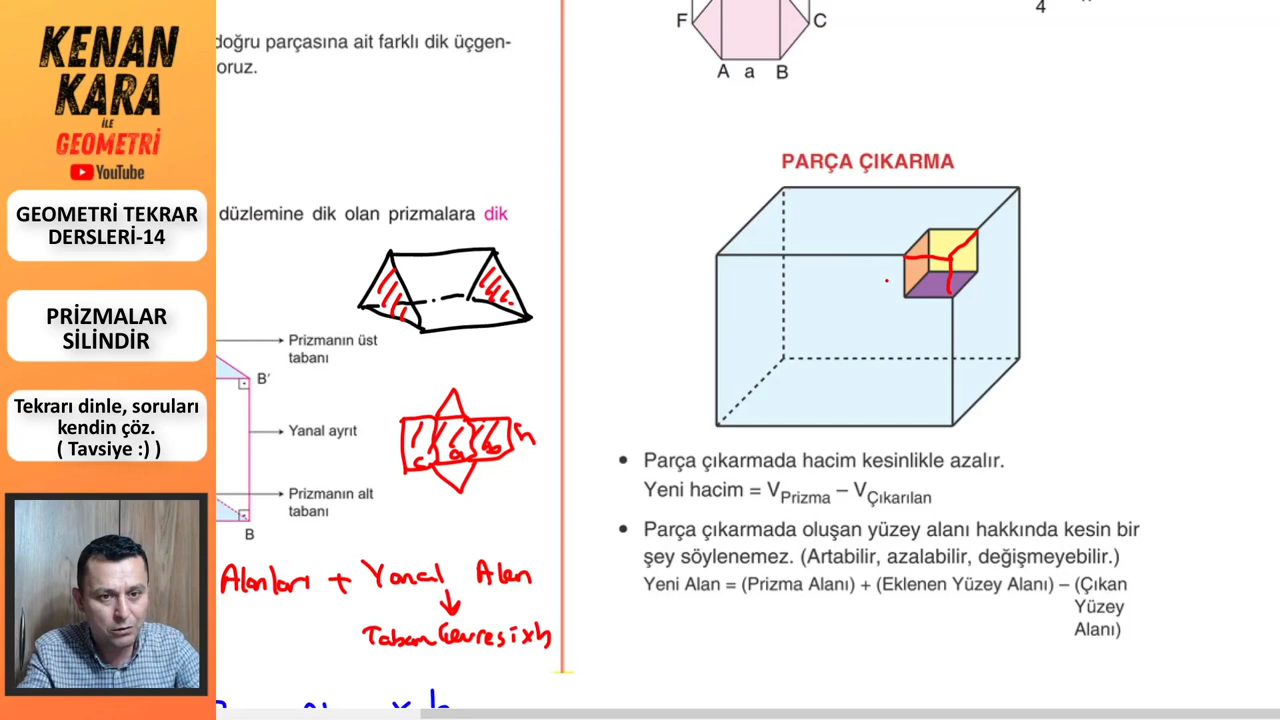 KENAN
KARA
İLE
GEOMETRİ
YouTube
GEOMETRİ TEKRAR
DERSLERİ-14
PRİZMALAR
SİLİNDİR
Tekrarı dinle, soruları
kendin çöz.
( Tavsiye :) )
doğru parçasına ait farklı dik üçgen-
oruz.
düzlemine dik olan prizmalara dik
Prizmanın üst
tabanı
B'
Yanal ayrıt
c a b h
Prizmanın alt
tabanı
B
Alanları + Yanal Alan
Taban Çevresi x h
x h
F C
A a B
4
PARÇA ÇIKARMA
• Parça çıkarmada hacim kesinlikle azalır.
Yeni hacim = VPrizma – VÇıkarılan
• Parça çıkarmada oluşan yüzey alanı hakkında kesin bir
şey söylenemez. (Artabilir, azalabilir, değişmeyebilir.)
Yeni Alan = (Prizma Alanı) + (Eklenen Yüzey Alanı) – (Çıkan
Yüzey
Alanı)